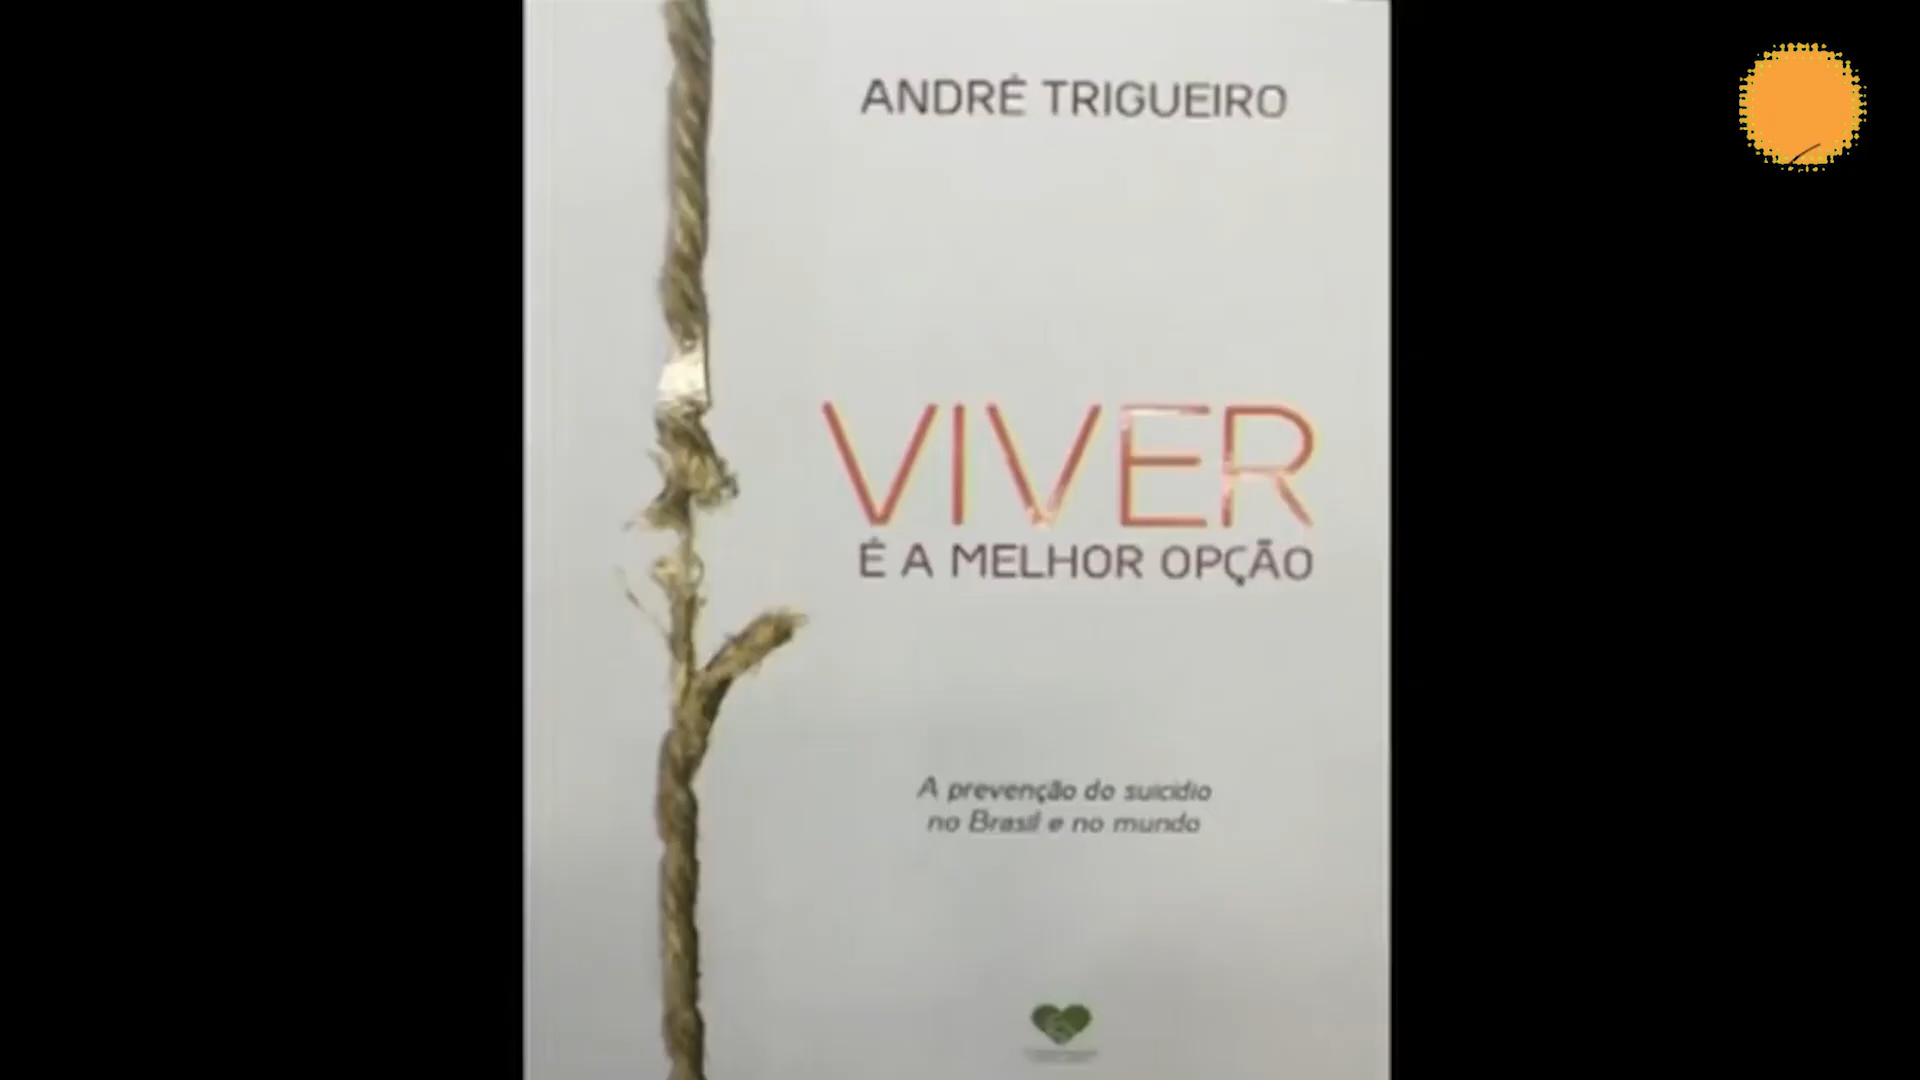 ANDRÉ TRIGUEIRO
VIVER
É A MELHOR OPÇÃO
A prevenção do suicídio
no Brasil e no mundo